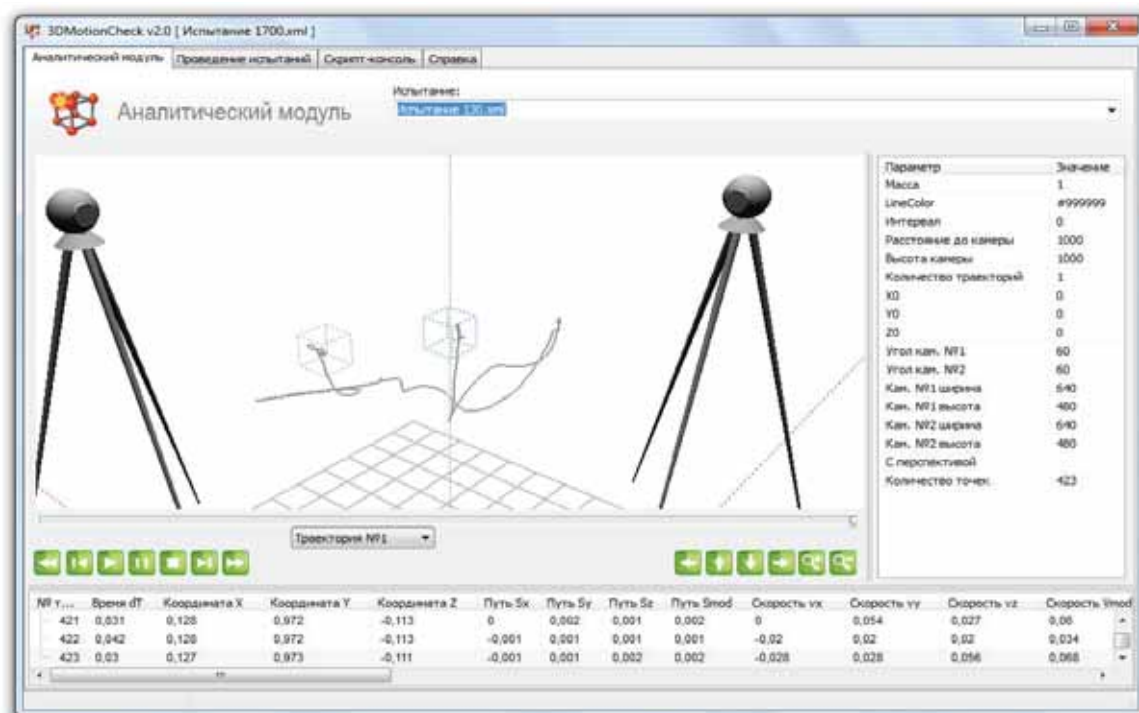 3DMotionCheck v2.0 [ Испытание 1700.xml ]
Аналитический модуль Проведение испытаний Скрипт-консоль Справка
Испытание:
Аналитический модуль
Испытание 130.xml
Параметр Значение
Масса 1
LineColor #999999
Интервал 0
Расстояние до камеры 1000
Высота камеры 1000
Количество траекторий 1
X0 0
Y0 0
Z0 0
Угол кам. №1 60
Угол кам. №2 60
Кам. №1 ширина 640
Кам. №1 высота 480
Кам. №2 ширина 640
Кам. №2 высота 480
С перспективой
Количество точек 423
Траектория №1
№ т... Время dT Координата X Координата Y Координата Z Путь Sx Путь Sy Путь Sz Путь Smod Скорость vx Скорость vy Скорость vz Скорость Vmod
421 0,031 0,128 0,972 -0,113 0 0,002 0,001 0,002 0 0,054 0,027 0,06
422 0,042 0,128 0,972 -0,113 -0,001 0,001 0,001 0,001 -0,02 0,02 0,02 0,034
423 0,03 0,127 0,973 -0,111 -0,001 0,001 0,002 0,002 -0,028 0,028 0,056 0,068